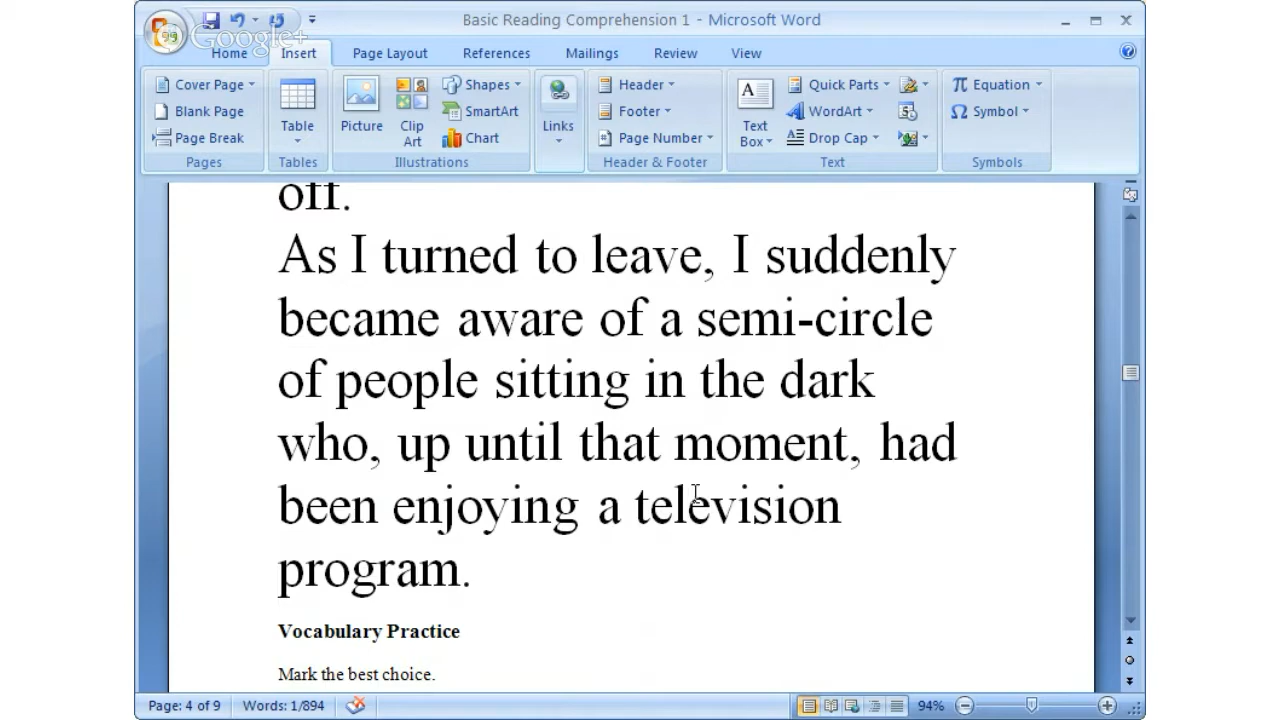 Basic Reading Comprehension 1 - Microsoft Word
Google+
Home Insert Page Layout References Mailings Review View
Cover Page
Blank Page
Page Break
Pages
Table
Tables
Picture
Clip
Art
Shapes
SmartArt
Chart
Illustrations
Links
Header
Footer
Page Number
Header & Footer
Text
Box
Quick Parts
WordArt
Drop Cap
Text
Equation
Symbol
Symbols
off.
As I turned to leave, I suddenly
became aware of a semi-circle
of people sitting in the dark
who, up until that moment, had
been enjoying a television
program.
Vocabulary Practice
Mark the best choice.
Page: 4 of 9 Words: 1/894 94%